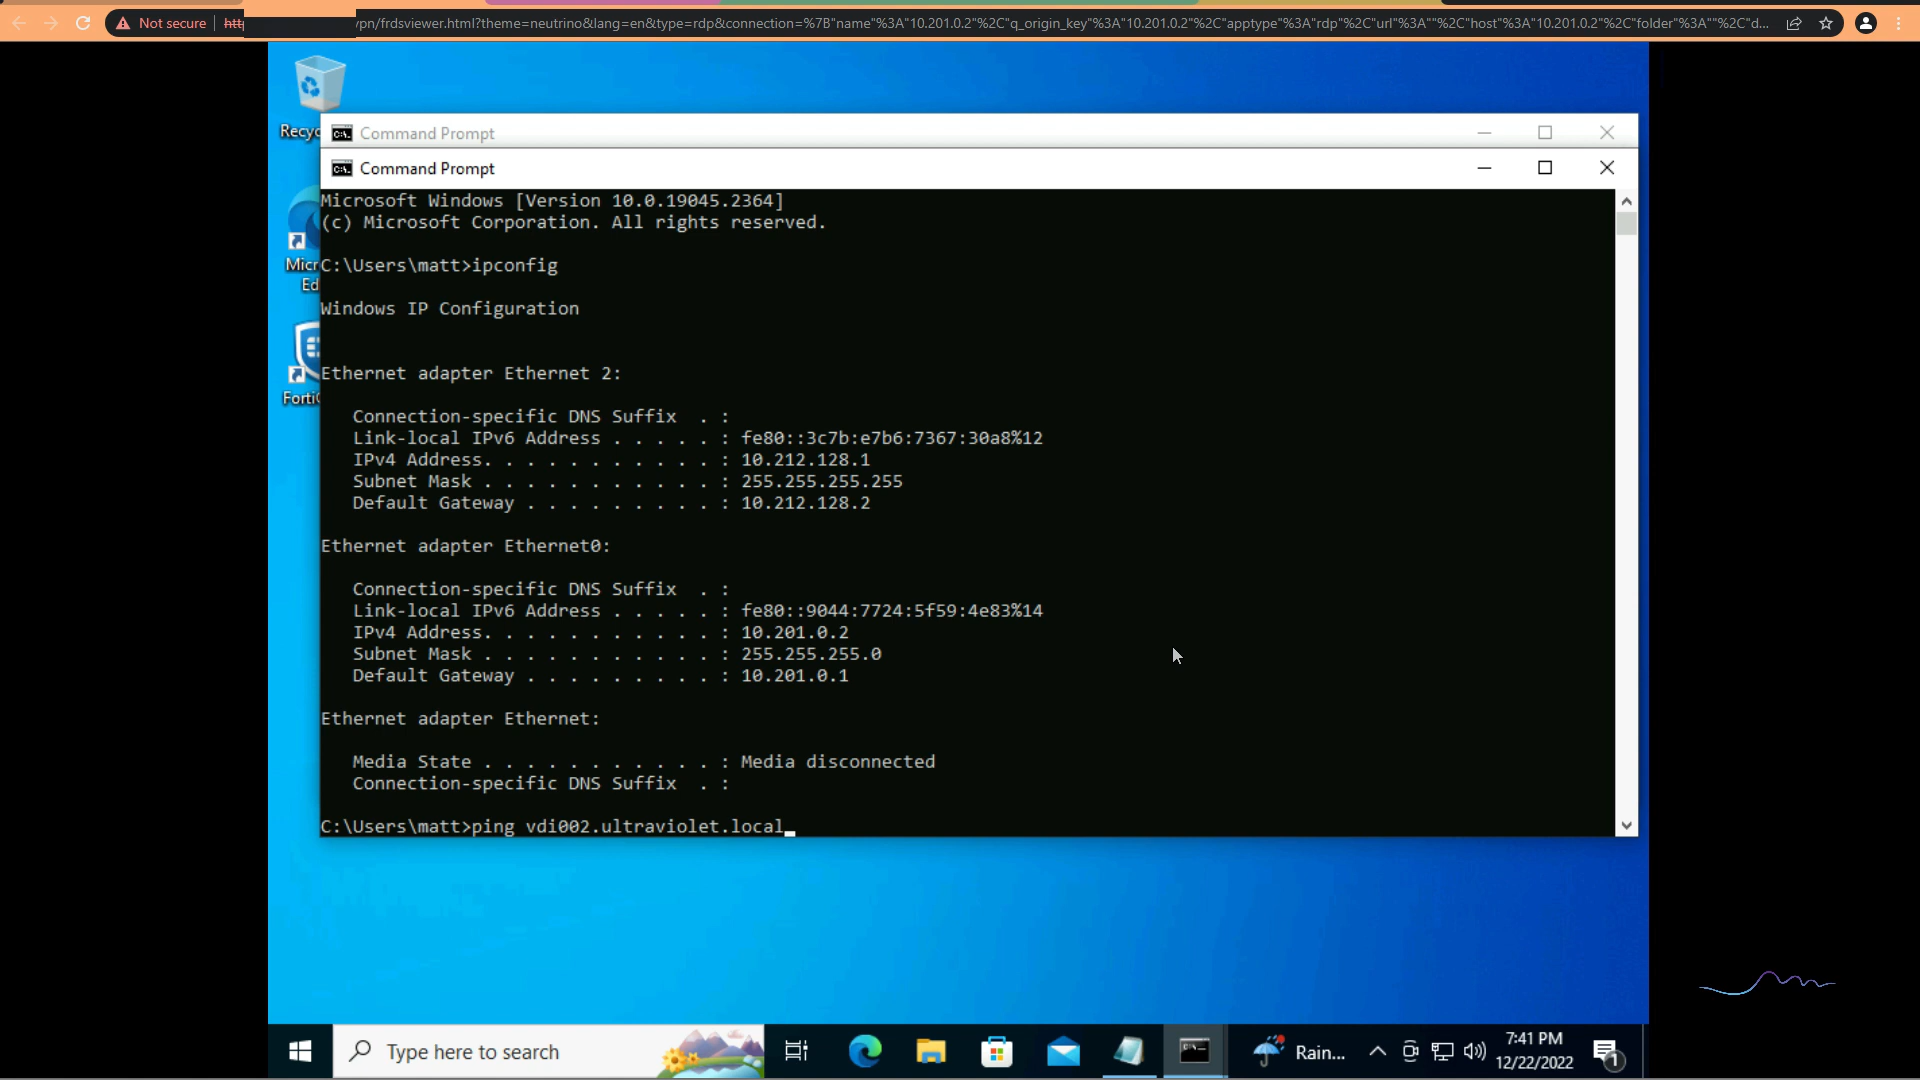 Not secure
vpn/frdsviewer.html?theme=neutrino&lang=en&type=rdp&connection=%7B"name"%3A"10.201.0.2"%2C"q_origin_key"%3A"10.201.0.2"%2C"apptype"%3A"rdp"%2C"url"%3A""%2C"host"%3A"10.201.0.2"%2C"folder"%3A""%2C"d...
Command Prompt
Command Prompt
Microsoft Windows [Version 10.0.19045.2364]
(c) Microsoft Corporation. All rights reserved.
C:\Users\matt>ipconfig
Windows IP Configuration
Ethernet adapter Ethernet 2:
Connection-specific DNS Suffix . :
Link-local IPv6 Address . . . . . : fe80::3c7b:e7b6:7367:30a8%12
IPv4 Address. . . . . . . . . . . : 10.212.128.1
Subnet Mask . . . . . . . . . . . : 255.255.255.255
Default Gateway . . . . . . . . . : 10.212.128.2
Ethernet adapter Ethernet0:
Connection-specific DNS Suffix . :
Link-local IPv6 Address . . . . . : fe80::9044:7724:5f59:4e83%14
IPv4 Address. . . . . . . . . . . : 10.201.0.2
Subnet Mask . . . . . . . . . . . : 255.255.255.0
Default Gateway . . . . . . . . . : 10.201.0.1
Ethernet adapter Ethernet:
Media State . . . . . . . . . . . : Media disconnected
Connection-specific DNS Suffix . :
C:\Users\matt>ping vdi002.ultraviolet.local
Type here to search
Rain...
7:41 PM
12/22/2022
1